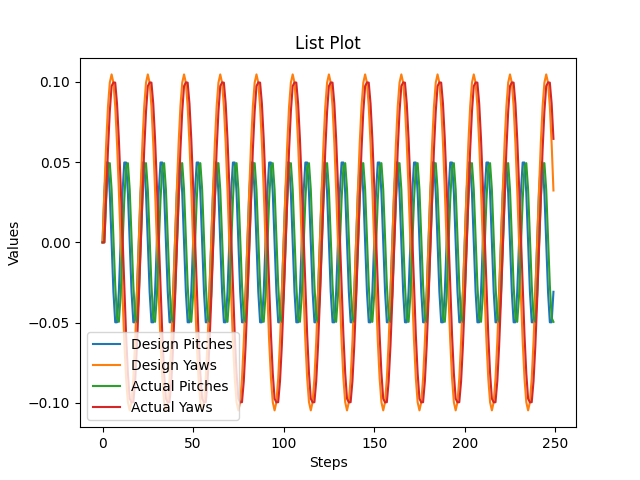 List Plot
Values
0.10
0.05
0.00
−0.05
−0.10
Design Pitches
Design Yaws
Actual Pitches
Actual Yaws
0 50 100 150 200 250
Steps